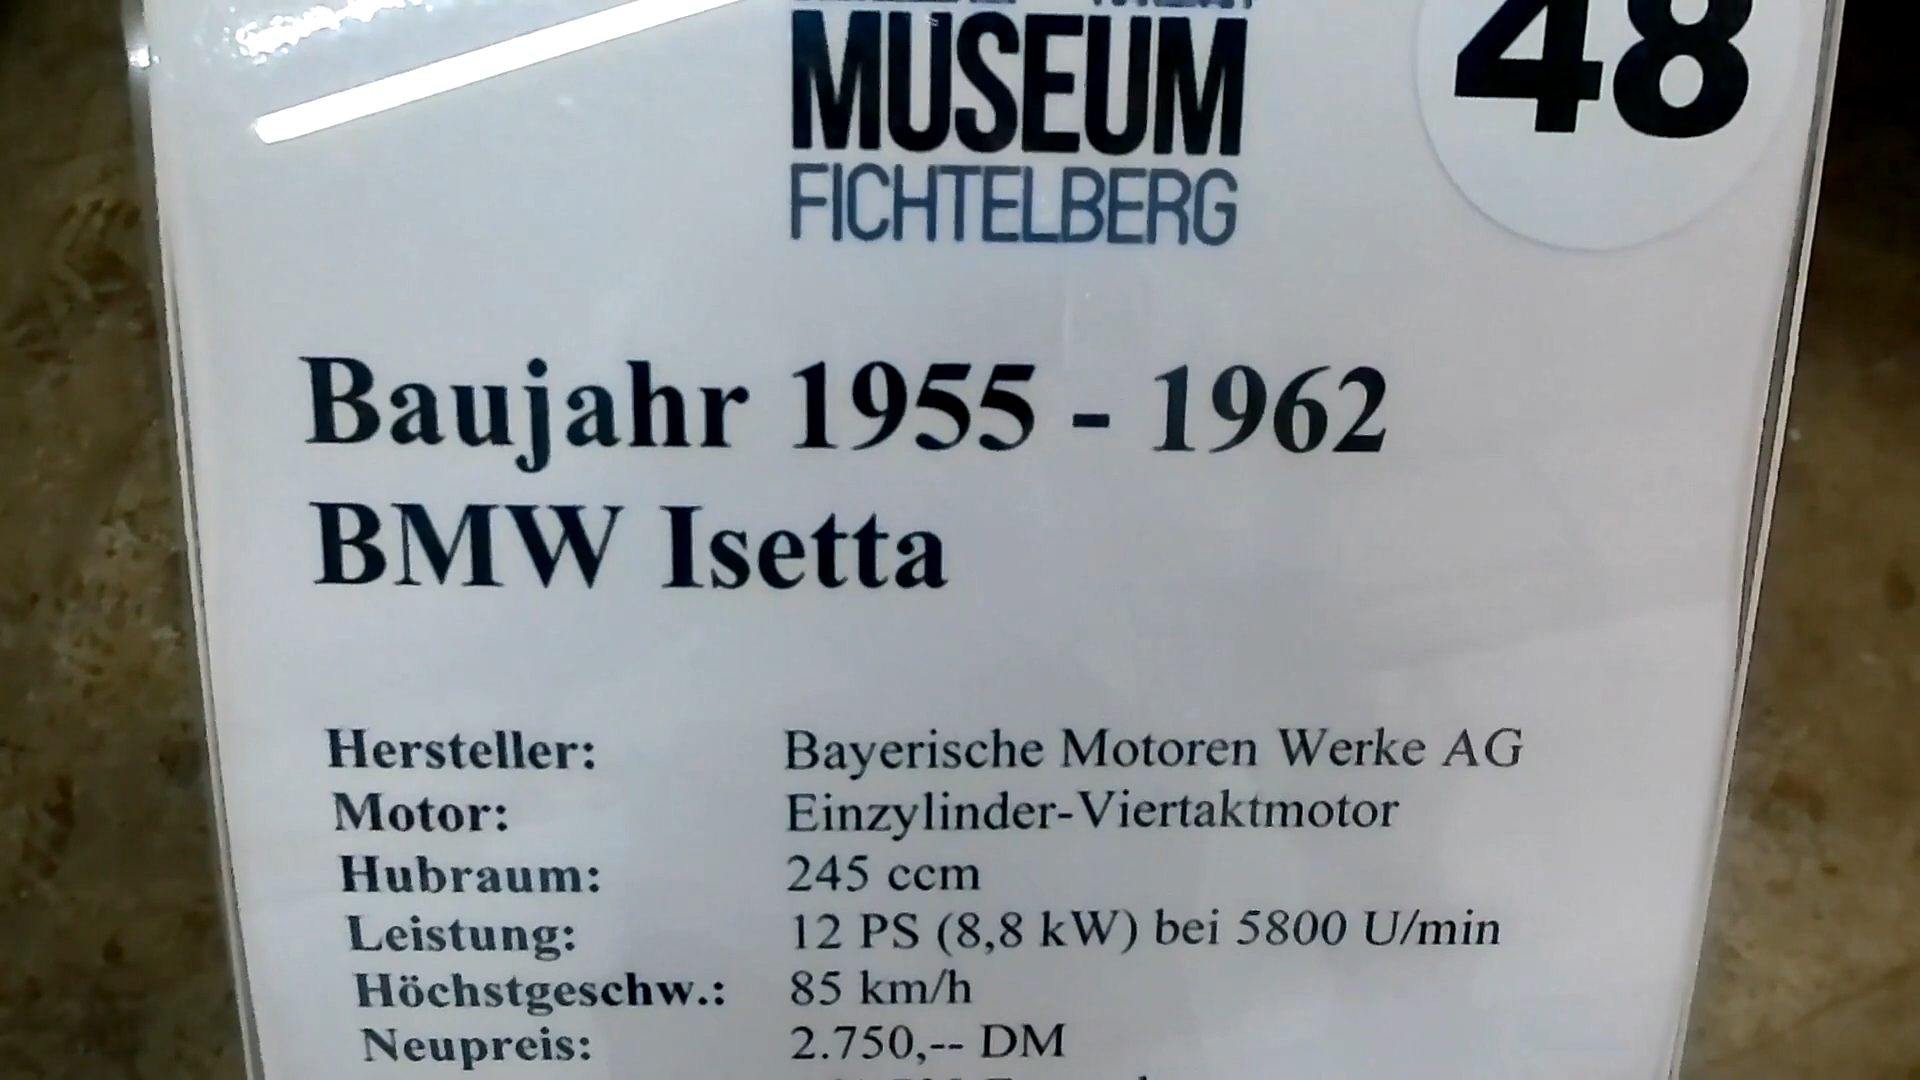 MUSEUM
FICHTELBERG
48
Baujahr 1955 - 1962
BMW Isetta
Hersteller: Bayerische Motoren Werke AG
Motor: Einzylinder-Viertaktmotor
Hubraum: 245 ccm
Leistung: 12 PS (8,8 kW) bei 5800 U/min
Höchstgeschw.: 85 km/h
Neupreis: 2.750,-- DM